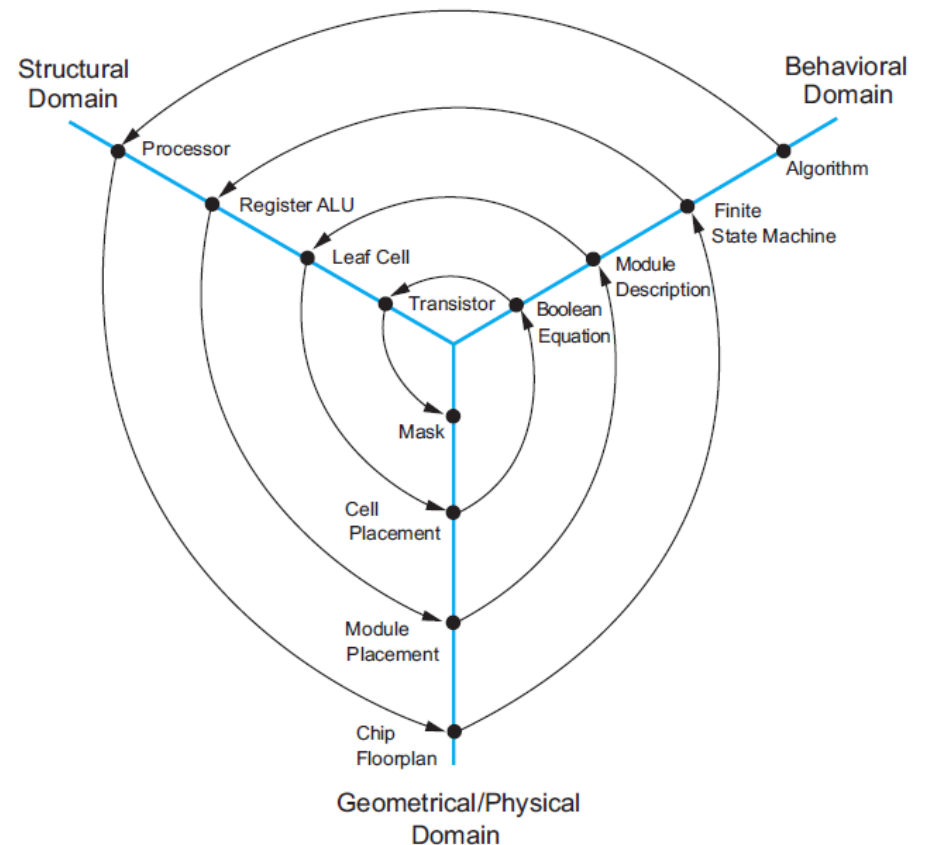 Structural
Domain
Behavioral
Domain
Processor
Algorithm
Register ALU
Finite
State Machine
Leaf Cell
Module
Description
Transistor
Boolean
Equation
Mask
Cell
Placement
Module
Placement
Chip
Floorplan
Geometrical/Physical
Domain